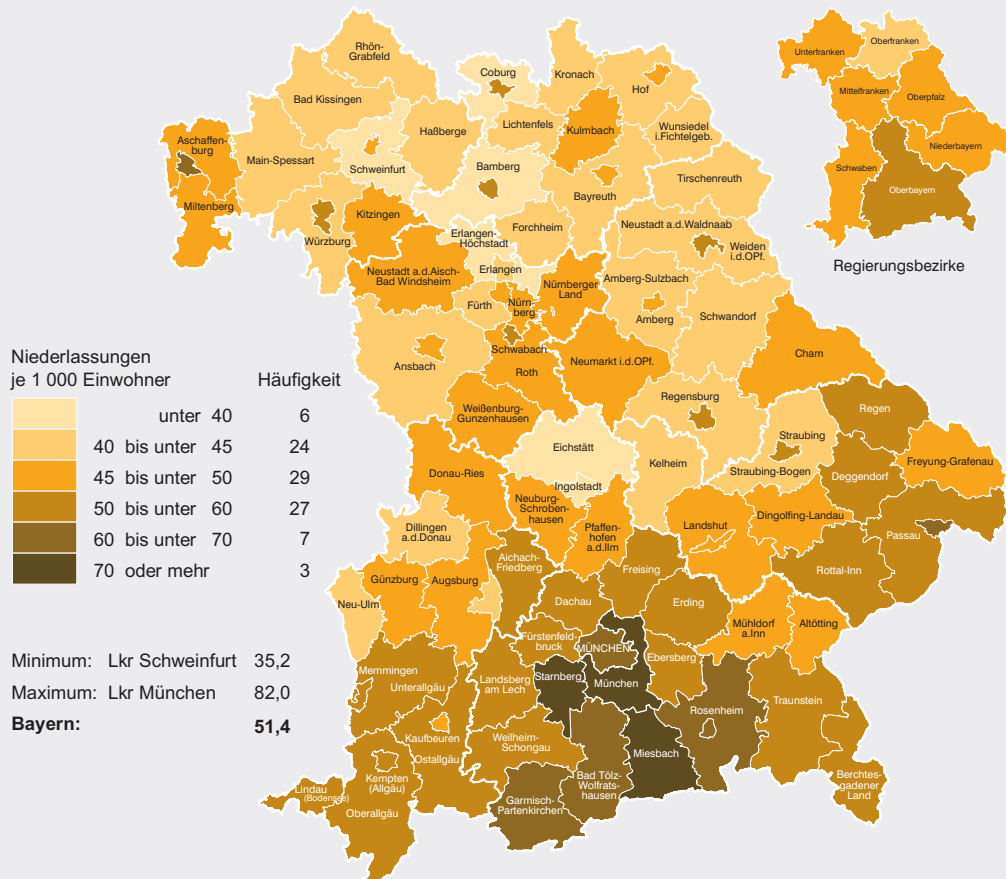 Rhön-
Grabfeld
Coburg
Kronach
Hof
Bad Kissingen
Lichtenfels
Kulmbach
Wunsiedel
i.Fichtelgeb.
Haßberge
Aschaffen-
burg
Main-Spessart
Schweinfurt
Bamberg
Tirschenreuth
Bayreuth
Miltenberg
Kitzingen
Würzburg
Erlangen-
Höchstadt
Forchheim
Neustadt a.d.Waldnaab
Weiden
i.d.OPf.
Neustadt a.d.Aisch-
Bad Windsheim
Erlangen
Nürnberger
Land
Amberg-Sulzbach
Fürth
Nürn-
berg
Amberg
Schwandorf
Schwabach
Ansbach
Roth
Neumarkt i.d.OPf.
Cham
Weißenburg-
Gunzenhausen
Regensburg
Regen
Eichstätt
Straubing
Kelheim
Straubing-Bogen
Freyung-Grafenau
Donau-Ries
Ingolstadt
Deggendorf
Neuburg-
Schroben-
hausen
Dingolfing-Landau
Dillingen
a.d.Donau
Pfaffen-
hofen
a.d.Ilm
Landshut
Passau
Aichach-
Friedberg
Freising
Rottal-Inn
Günzburg
Augsburg
Neu-Ulm
Dachau
Erding
Mühldorf
a.Inn
Altötting
Fürstenfeld-
bruck
MÜNCHEN
Ebersberg
Memmingen
Unterallgäu
Landsberg
am Lech
Starnberg
München
Traunstein
Rosenheim
Kaufbeuren
Ostallgäu
Weilheim-
Schongau
Miesbach
Kempten
(Allgäu)
Bad Tölz-
Wolfrats-
hausen
Berchtes-
gadener
Land
Lindau
(Bodensee)
Oberallgäu
Garmisch-
Partenkirchen
Unterfranken
Oberfranken
Mittelfranken
Oberpfalz
Niederbayern
Schwaben
Oberbayern
Regierungsbezirke
Niederlassungen
je 1 000 Einwohner Häufigkeit
unter 40 6
40 bis unter 45 24
45 bis unter 50 29
50 bis unter 60 27
60 bis unter 70 7
70 oder mehr 3
Minimum: Lkr Schweinfurt 35,2
Maximum: Lkr München 82,0
Bayern: 51,4